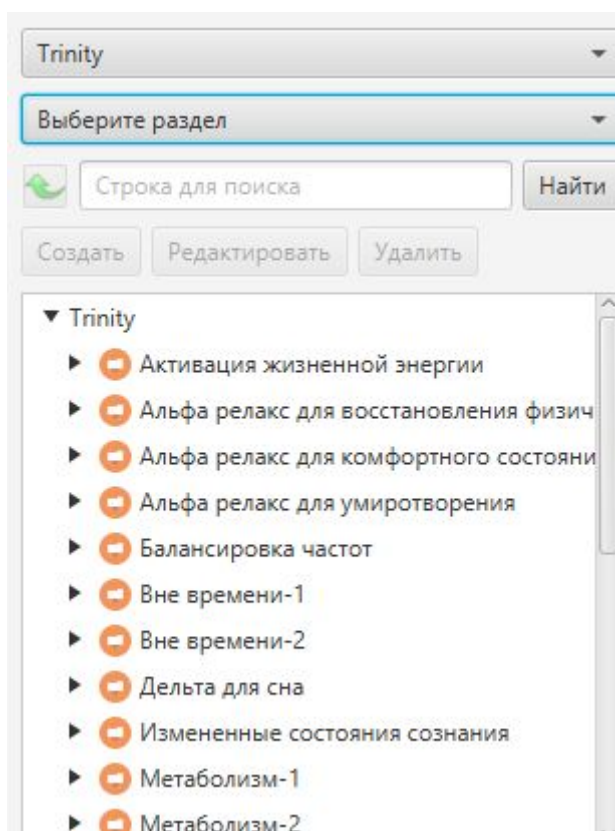 Trinity
Выберите раздел
Строка для поиска Найти
Создать Редактировать Удалить
Trinity
Активация жизненной энергии
Альфа релакс для восстановления физич
Альфа релакс для комфортного состояни
Альфа релакс для умиротворения
Балансировка частот
Вне времени-1
Вне времени-2
Дельта для сна
Измененные состояния сознания
Метаболизм-1
Метаболизм-2